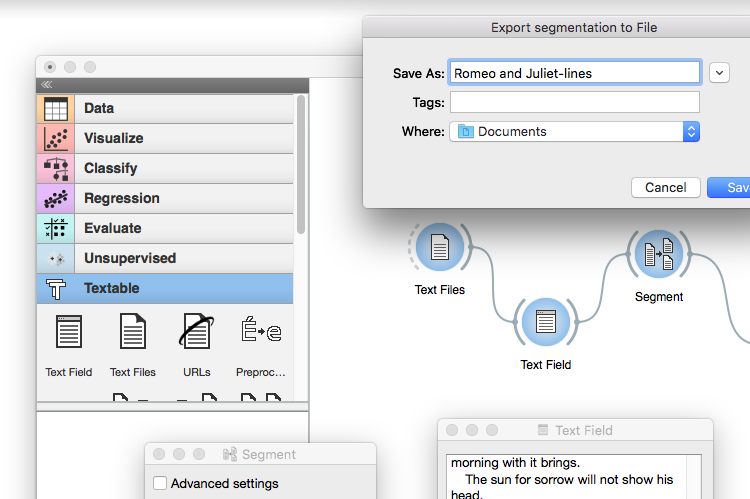 Export segmentation to File
Save As: Romeo and Juliet-lines
Tags:
Where: Documents
Cancel
Data
Visualize
Classify
Regression
Evaluate
Unsupervised
Textable
Text Field
Text Files
URLs
Preproc...
Text Files
Segment
Text Field
Segment
Advanced settings
Text Field
morning with it brings.
The sun for sorrow will not show his
head.